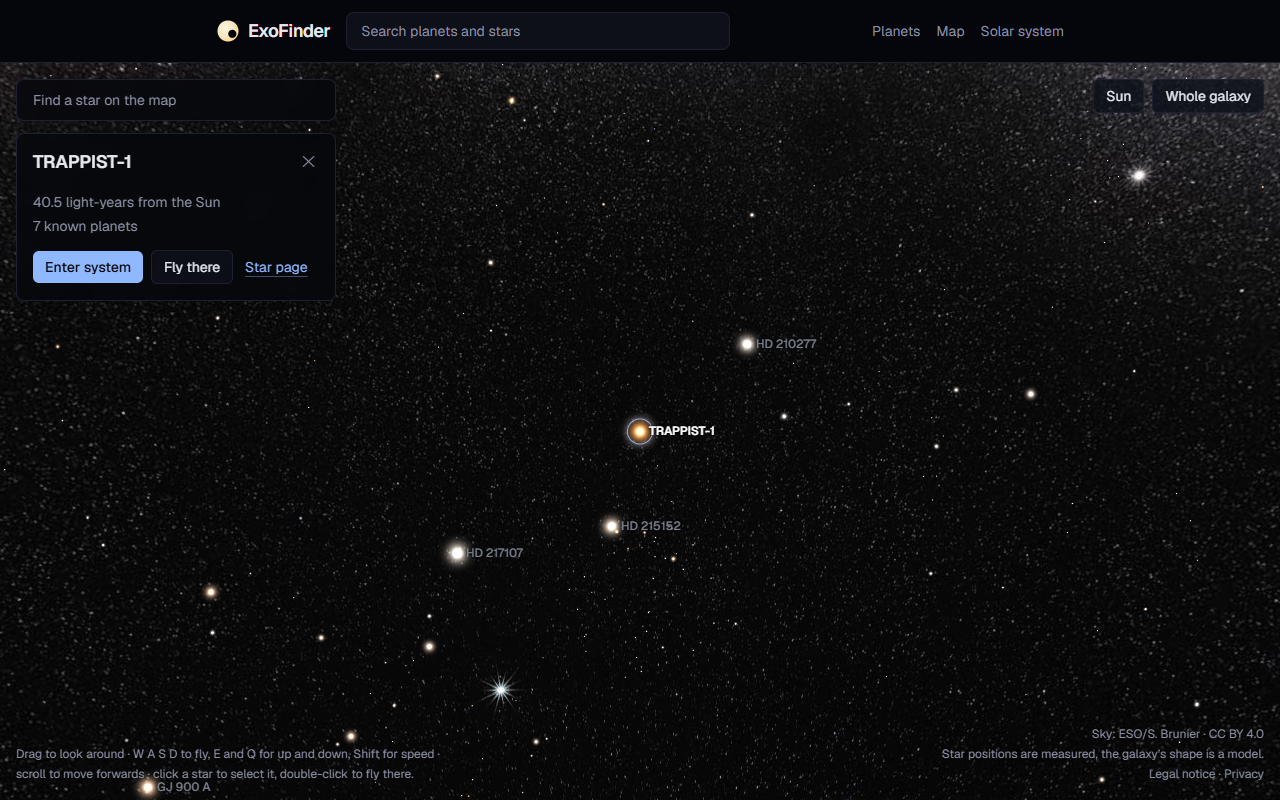 ExoFinder
Search planets and stars
Planets
Map
Solar system
Find a star on the map
Sun
Whole galaxy
TRAPPIST-1
40.5 light-years from the Sun
7 known planets
Enter system
Fly there
Star page
HD 210277
TRAPPIST-1
HD 215152
HD 217107
Drag to look around · W A S D to fly, E and Q for up and down, Shift for speed ·
scroll to move forwards · click a star to select it, double-click to fly there.
GJ 900 A
Sky: ESO/S. Brunier · CC BY 4.0
Star positions are measured, the galaxy's shape is a model.
Legal notice · Privacy